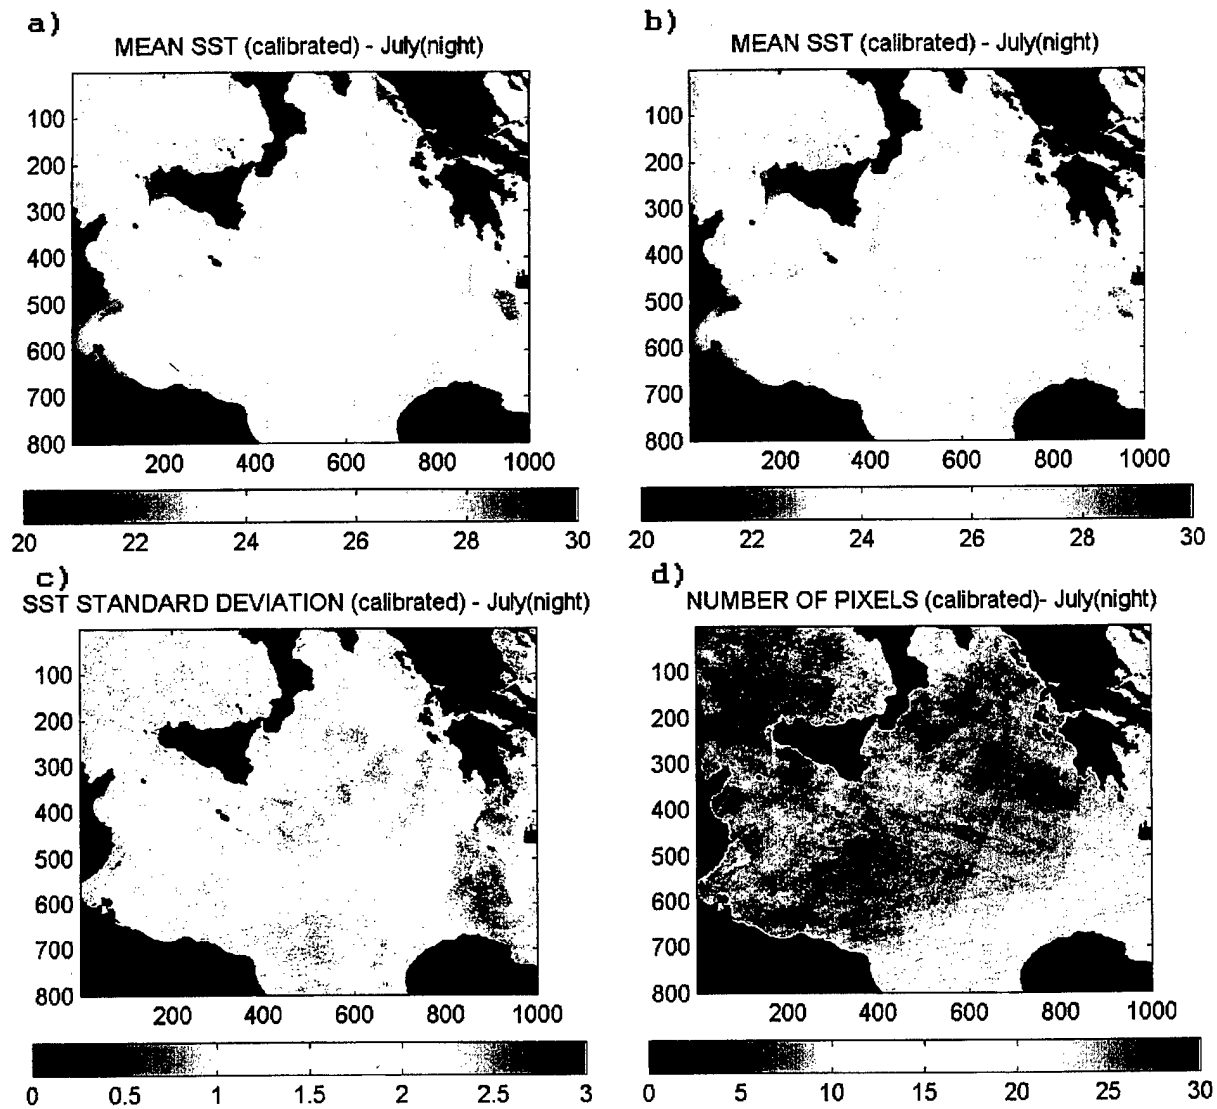 a)
MEAN SST (calibrated) - July(night)
100
200
300
400
500
600
700
800
200 400 600 800 1000
20 22 24 26 28 30
b)
MEAN SST (calibrated) - July(night)
100
200
300
400
500
600
700
800
200 400 600 800 1000
20 22 24 26 28 30
c)
SST STANDARD DEVIATION (calibrated) - July(night)
100
200
300
400
500
600
700
800
200 400 600 800 1000
0 0.5 1 1.5 2 2.5 3
d)
NUMBER OF PIXELS (calibrated)- July(night)
100
200
300
400
500
600
700
800
200 400 600 800 1000
0 5 10 15 20 25 30